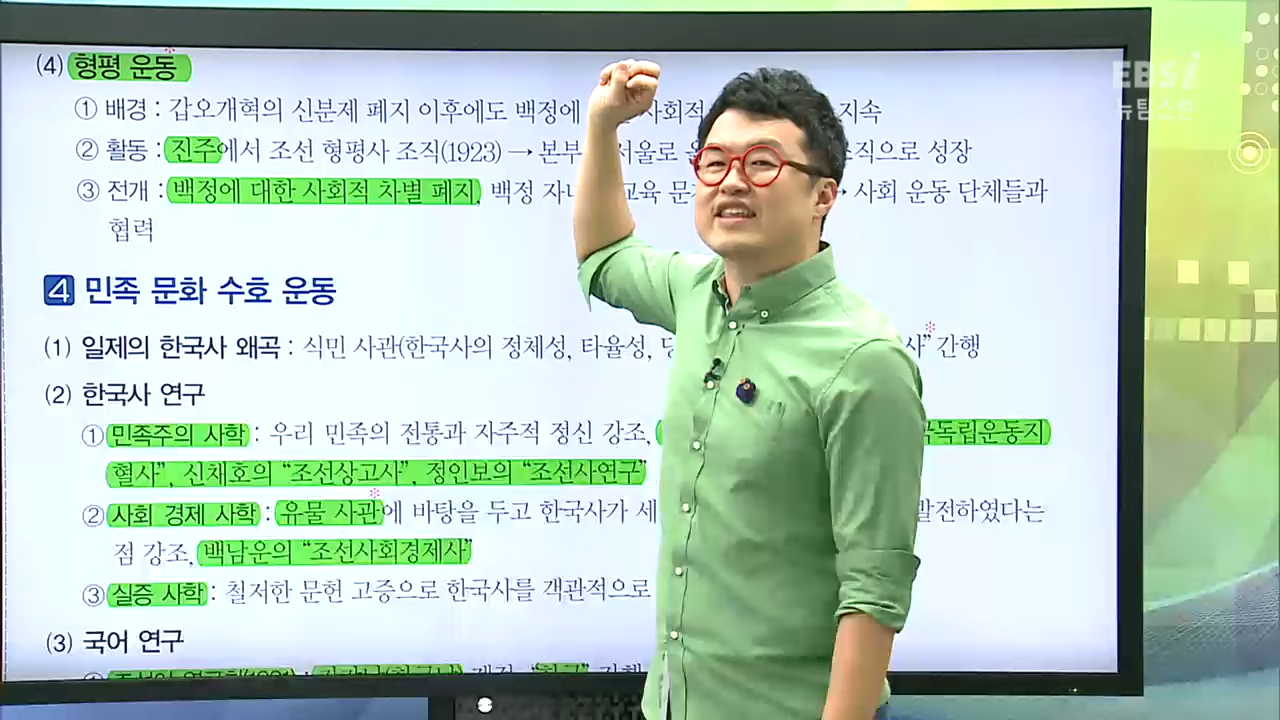 (4) 형평 운동
① 배경 : 갑오개혁의 신분제 폐지 이후에도 백정에 사회적 지속
② 활동 : 진주에서 조선 형평사 조직(1923) → 본부 서울로 조직으로 성장
③ 전개 : 백정에 대한 사회적 차별 폐지, 백정 자녀 교육 문 → 사회 운동 단체들과
협력
4 민족 문화 수호 운동
(1) 일제의 한국사 왜곡 : 식민 사관(한국사의 정체성, 타율성, 사” 간행
(2) 한국사 연구
① 민족주의 사학 : 우리 민족의 전통과 자주적 정신 강조, 국독립운동지
혈사”, 신채호의 “조선상고사”, 정인보의 “조선사연구”
② 사회 경제 사학 : 유물 사관에 바탕을 두고 한국사가 세 발전하였다는
점 강조, 백남운의 “조선사회경제사”
③ 실증 사학 : 철저한 문헌 고증으로 한국사를 객관적으로
(3) 국어 연구
EBSi
뉴탐스런